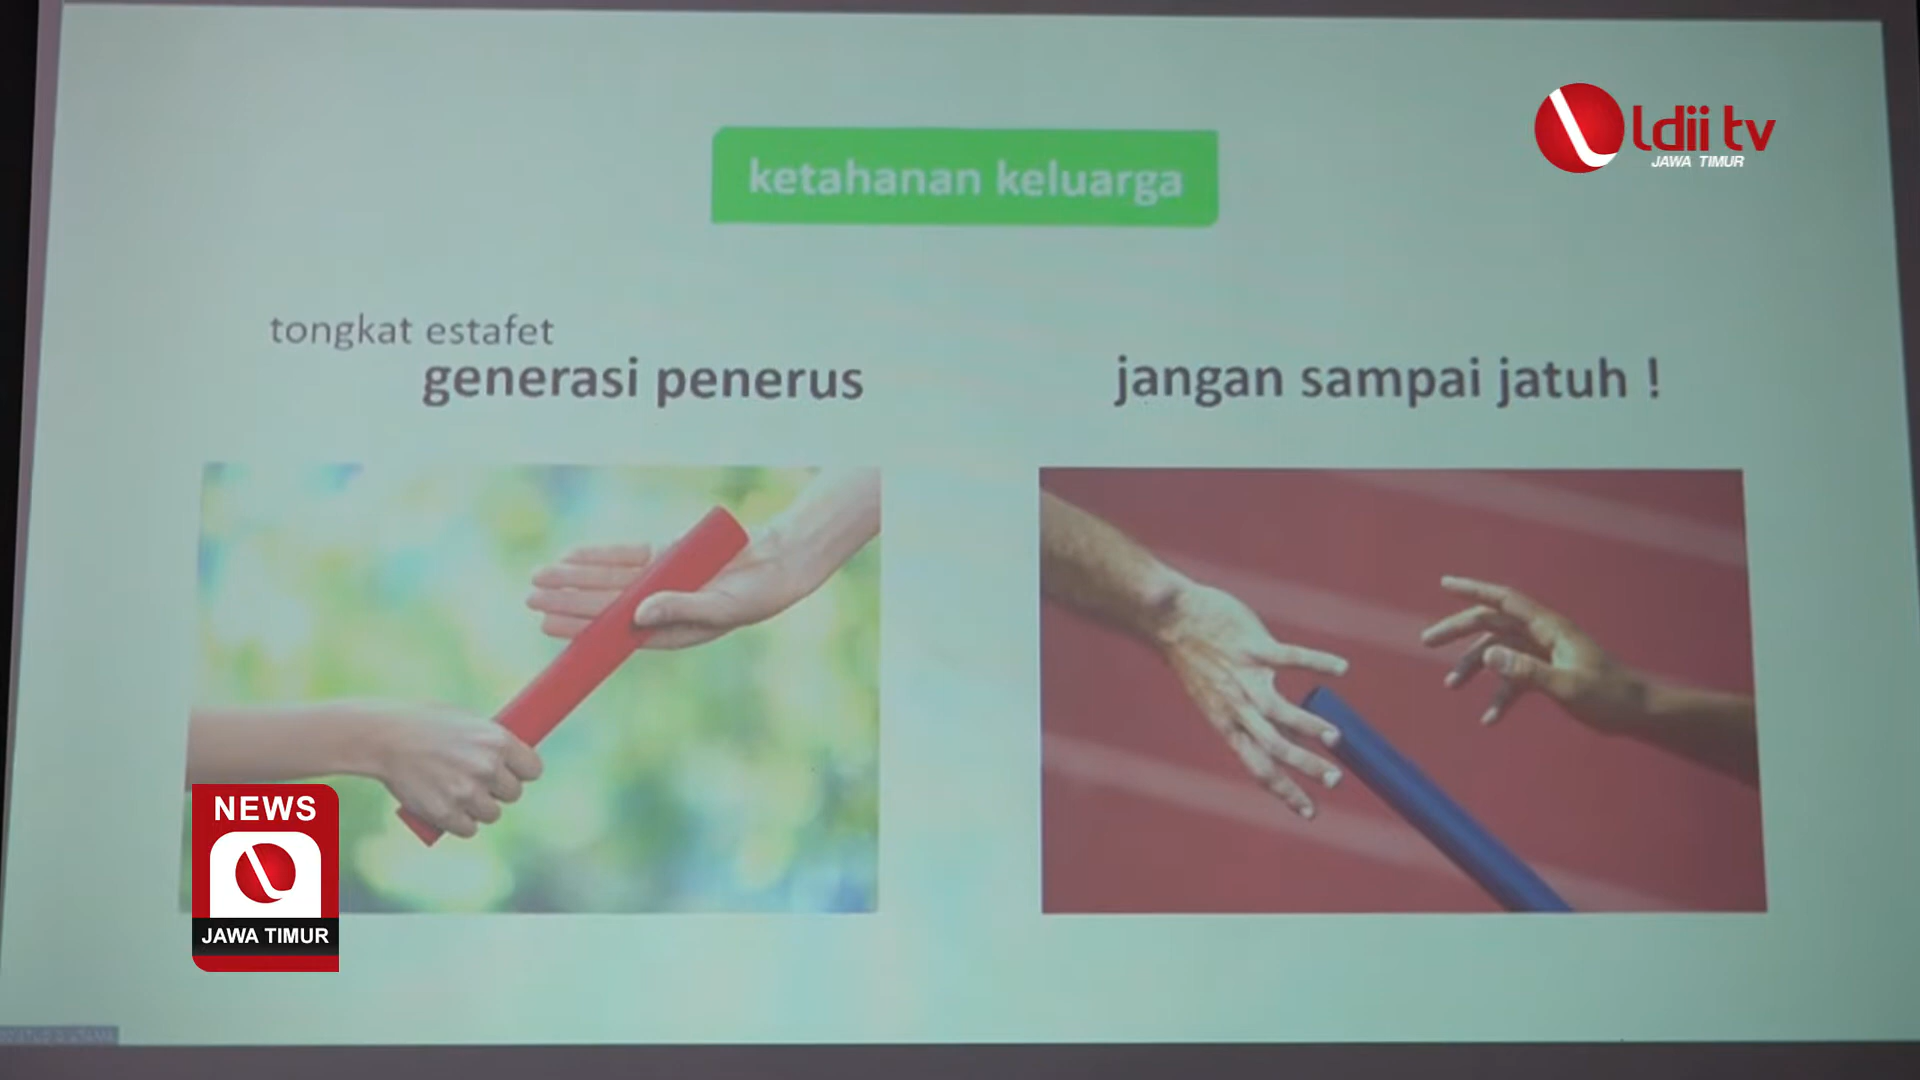 ldii tv
JAWA TIMUR
ketahanan keluarga
tongkat estafet
generasi penerus
jangan sampai jatuh !
NEWS
JAWA TIMUR